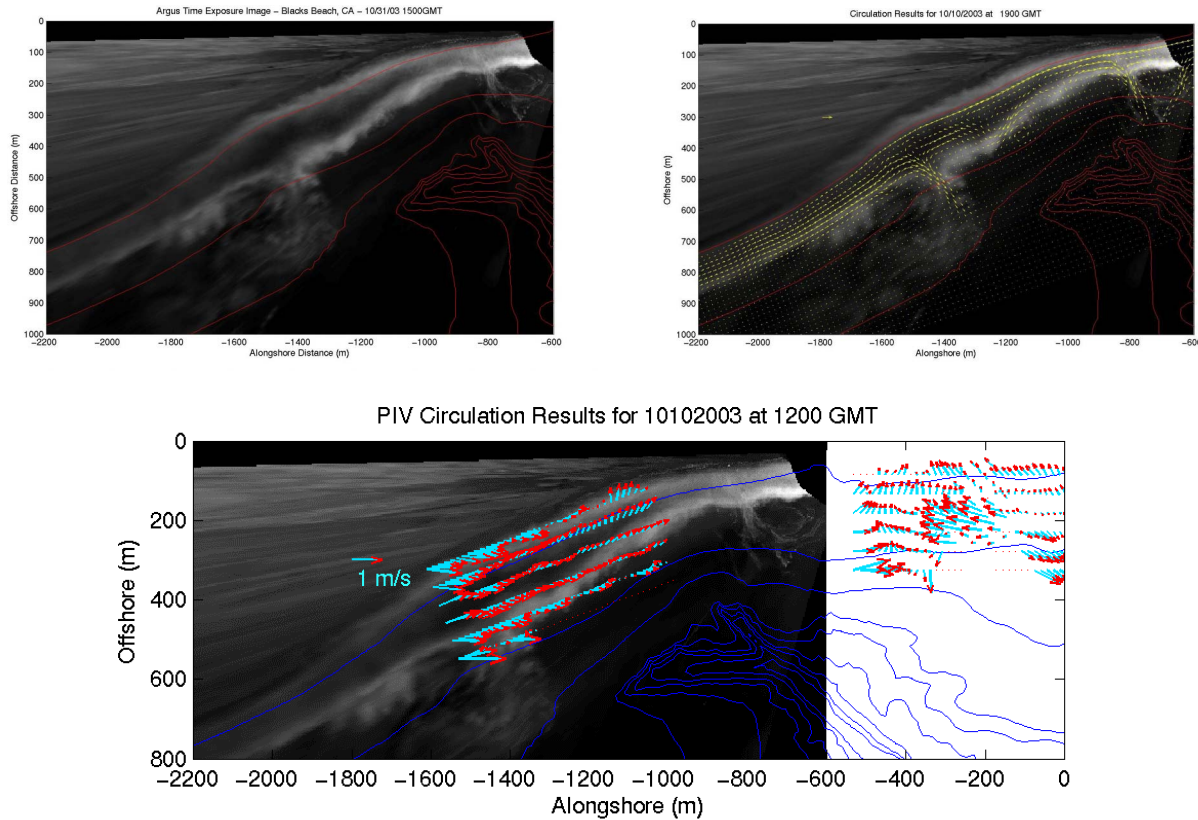 Argus Time Exposure Image − Blacks Beach, CA − 10/31/03 1500GMT
0
100
200
300
400
500
600
700
800
900
1000
Offshore Distance (m)
−2200 −2000 −1800 −1600 −1400 −1200 −1000 −800 −600
Alongshore Distance (m)
Circulation Results for 10/10/2003 at 1900 GMT
0
100
200
300
400
500
600
700
800
900
1000
Offshore (m)
−2200 −2000 −1800 −1600 −1400 −1200 −1000 −800 −600
Alongshore (m)
PIV Circulation Results for 10102003 at 1200 GMT
0
200
400
600
800
Offshore (m)
1 m/s
−2200 −2000 −1800 −1600 −1400 −1200 −1000 −800 −600 −400 −200 0
Alongshore (m)